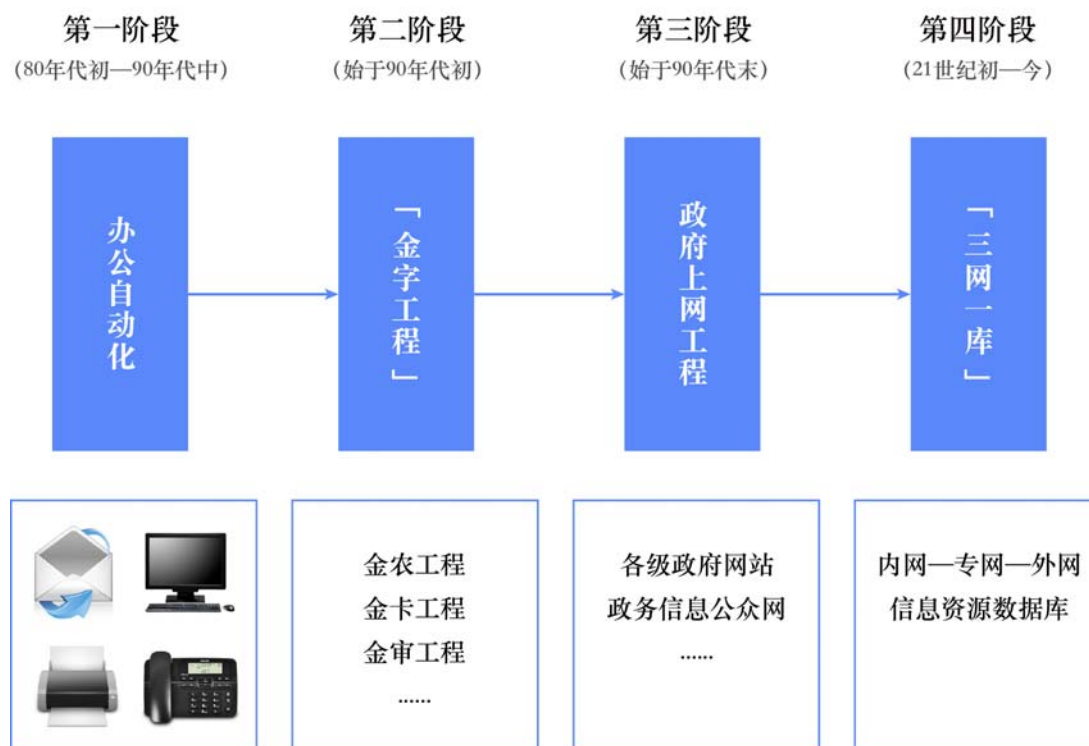 第一阶段
(80年代初—90年代中)
第二阶段
(始于90年代初)
第三阶段
(始于90年代末)
第四阶段
(21世纪初—今)
办公自动化
「金字工程」
政府上网工程
「三网一库」
金农工程
金卡工程
金审工程
......
各级政府网站
政务信息公众网
......
内网—专网—外网
信息资源数据库